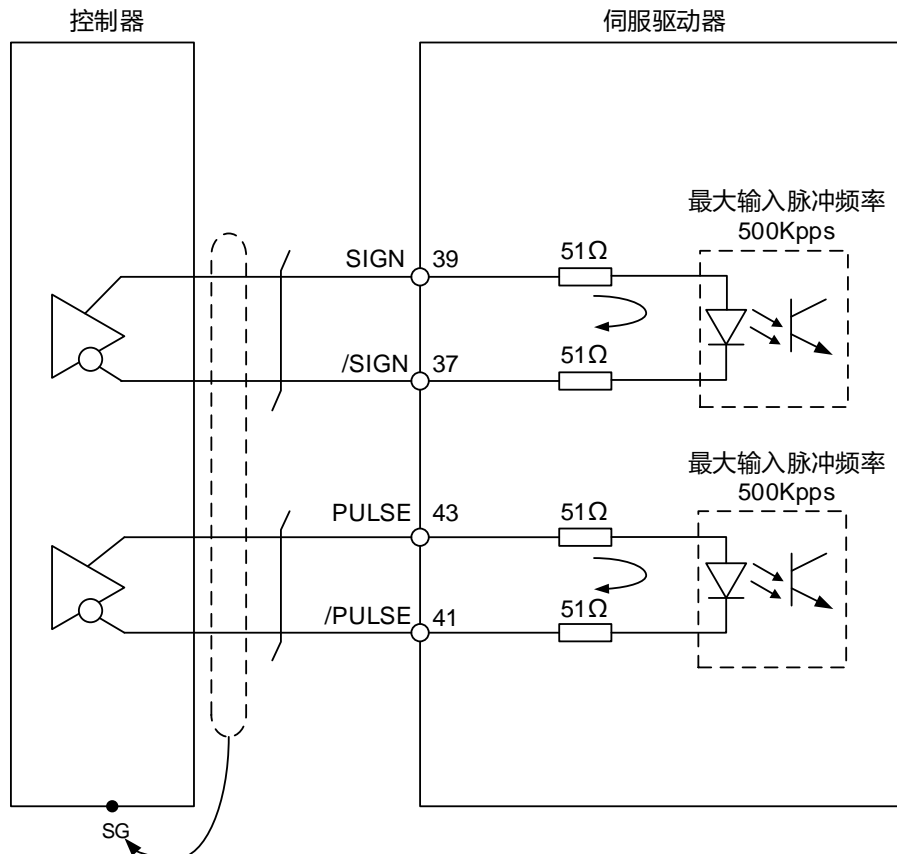 控制器
伺服驱动器
最大输入脉冲频率
500Kpps
SIGN
39
51Ω
/SIGN
37
51Ω
最大输入脉冲频率
500Kpps
PULSE
43
51Ω
/PULSE
41
51Ω
SG